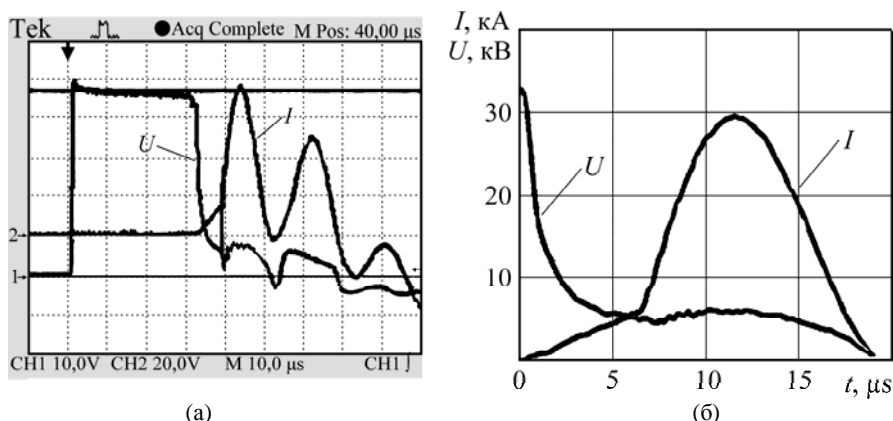 Tek
Acq Complete
M Pos: 40,00 µs
U
I
2
1
CH1 10,0V
CH2 20,0V
M 10,0 µs
CH1
(а)
I, кА
U, кВ
30
20
10
0
5
10
15
t, µs
U
I
(б)